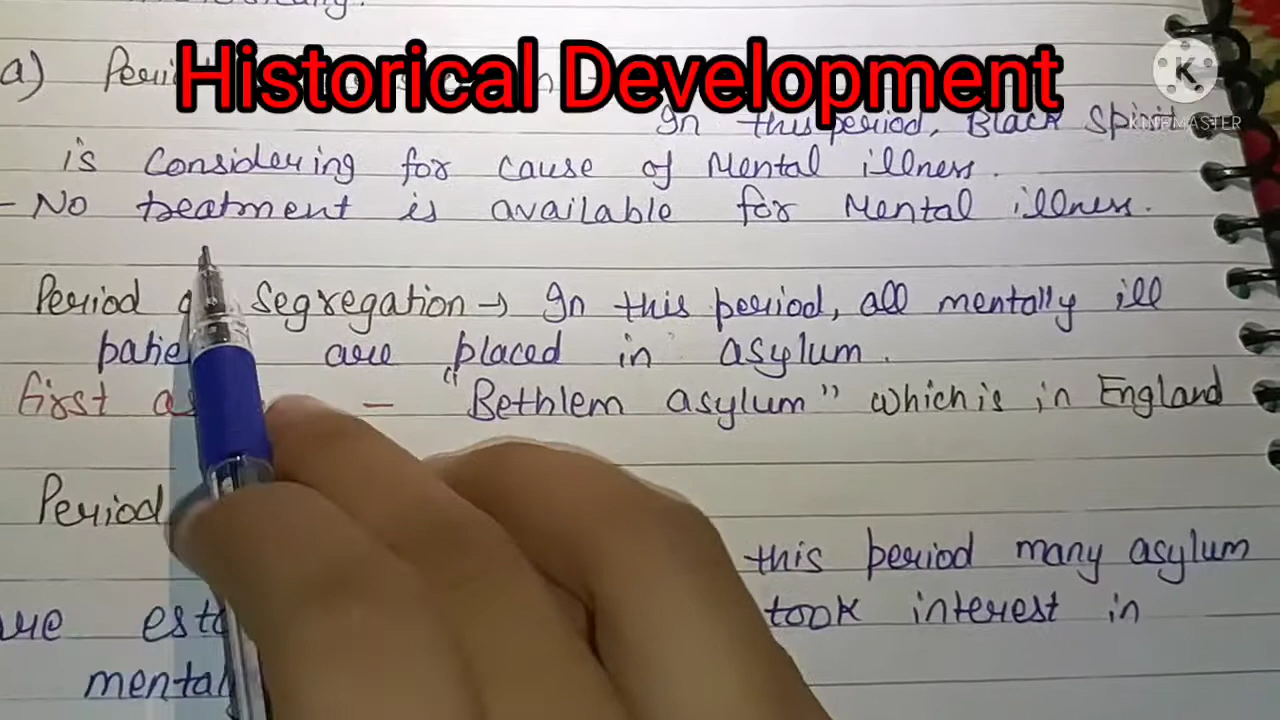 Historical Development
a) Peri
In this period, Black Spirit
KINEMASTER
is Considering for cause of Mental illness.
- No treatment is available for Mental illness.
Period Segregation → In this period, all mentally ill
patie are placed in asylum.
first - "Bethlem asylum" which is in England
Period
this period many asylum
esta took interest in
mental